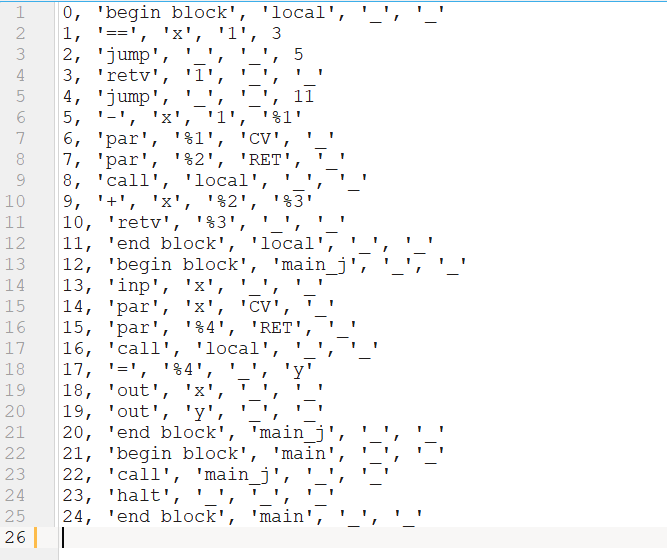 1 0, 'begin block', 'local', '_', '_'
2 1, '==', 'x', '1', 3
3 2, 'jump', '_', '_', 5
4 3, 'retv', '1', '_', '_'
5 4, 'jump', '_', '_', 11
6 5, '-', 'x', '1', '%1'
7 6, 'par', '%1', 'CV', '_'
8 7, 'par', '%2', 'RET', '_'
9 8, 'call', 'local', '_', '_'
10 9, '+', 'x', '%2', '%3'
11 10, 'retv', '%3', '_', '_'
12 11, 'end block', 'local', '_', '_'
13 12, 'begin block', 'main_j', '_', '_'
14 13, 'inp', 'x', '_', '_'
15 14, 'par', 'x', 'CV', '_'
16 15, 'par', '%4', 'RET', '_'
17 16, 'call', 'local', '_', '_'
18 17, '=', '%4', '_', 'y'
19 18, 'out', 'x', '_', '_'
20 19, 'out', 'y', '_', '_'
21 20, 'end block', 'main_j', '_', '_'
22 21, 'begin block', 'main', '_', '_'
23 22, 'call', 'main_j', '_', '_'
24 23, 'halt', '_', '_', '_'
25 24, 'end block', 'main', '_', '_'
26